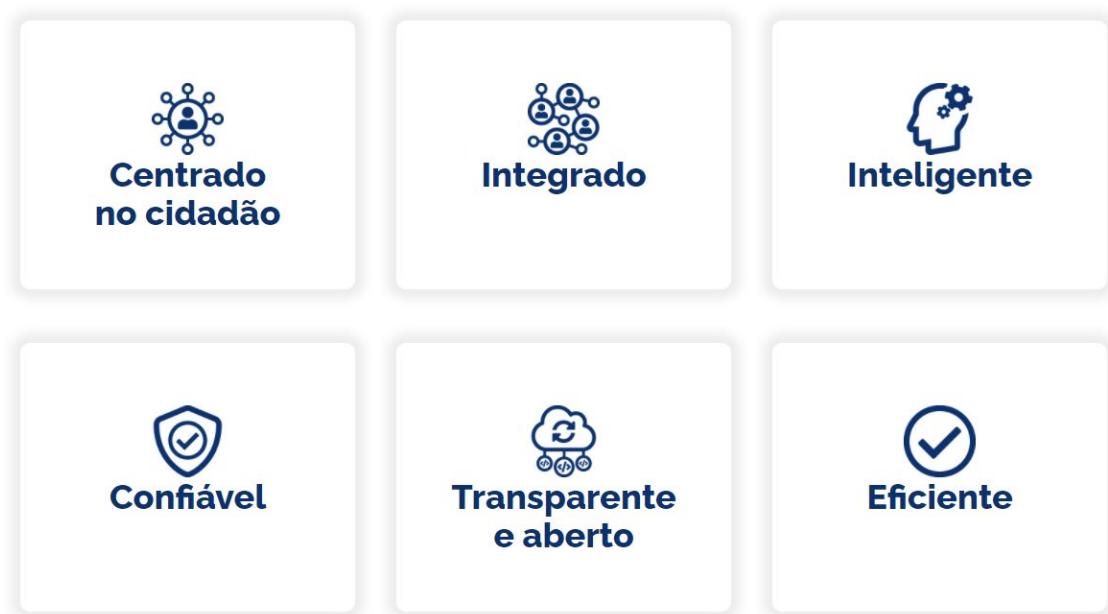 Centrado
no cidadão
Integrado
Inteligente
Confiável
Transparente
e aberto
Eficiente